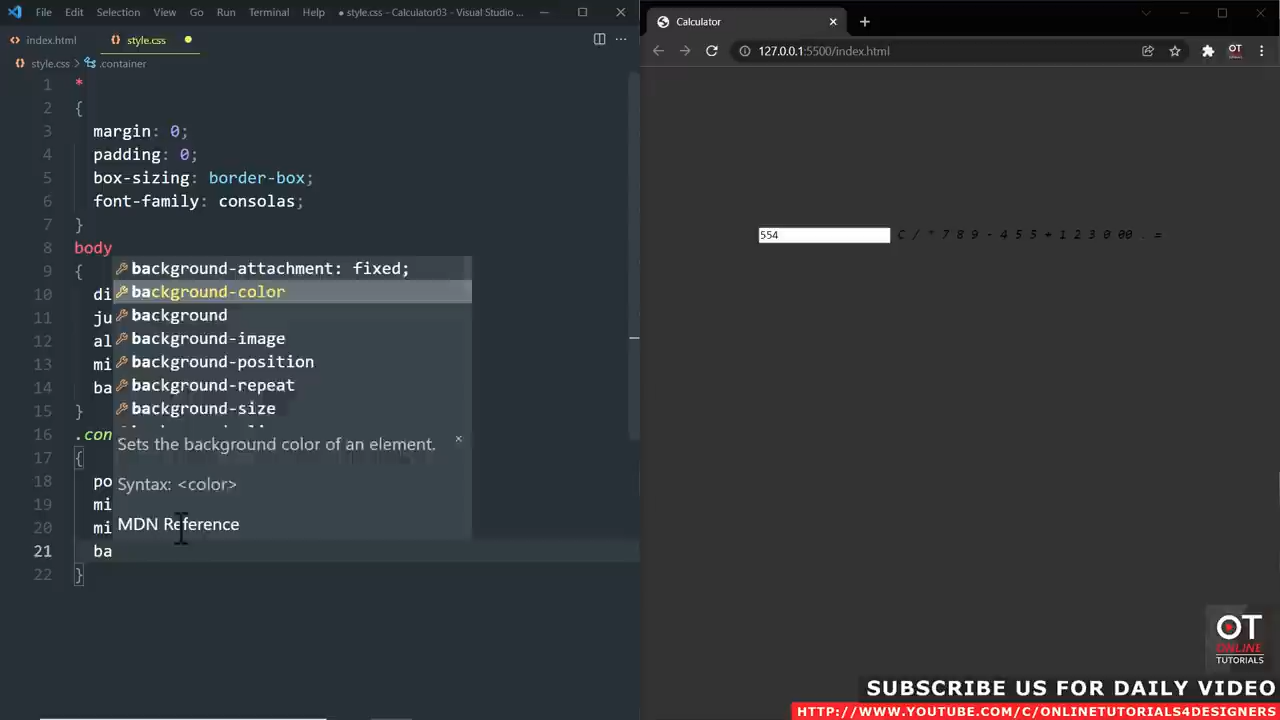 File Edit Selection View Go Run Terminal Help ● style.css - Calculator03 - Visual Studio ...
index.html style.css
style.css > .container
1 *
2 {
3 margin: 0;
4 padding: 0;
5 box-sizing: border-box;
6 font-family: consolas;
7 }
8 body
9 {
10 di
11 ju
12 al
13 mi
14 ba
15 }
16 .con
17 {
18 po
19 mi
20 mi
21 ba
22 }
background-attachment: fixed;
background-color
background
background-image
background-position
background-repeat
background-size
Sets the background color of an element.
Syntax: <color>
MDN Reference
Calculator
127.0.0.1:5500/index.html
OT
554 C / * 7 8 9 - 4 5 5 + 1 2 3 0 00 . =
OT
ONLINE
TUTORIALS
SUBSCRIBE US FOR DAILY VIDEO
HTTP://WWW.YOUTUBE.COM/C/ONLINETUTORIALS4DESIGNERS